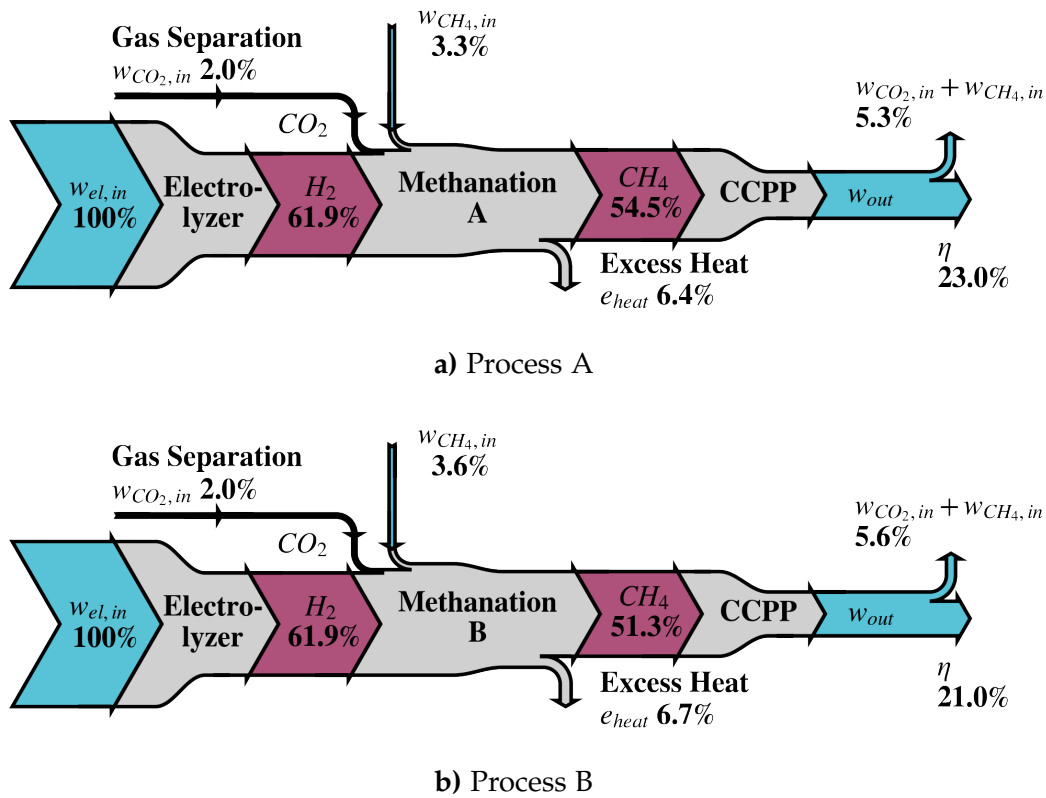 w_{CH_4, in}
3.3%
Gas Separation
w_{CO_2, in} 2.0%
w_{CO_2, in} + w_{CH_4, in}
5.3%
CO_2
w_{el, in}
100%
Electro-
lyzer
H_2
61.9%
Methanation
A
CH_4
54.5%
CCPP
w_{out}
Excess Heat
e_{heat} 6.4%
η
23.0%
a) Process A
w_{CH_4, in}
3.6%
Gas Separation
w_{CO_2, in} 2.0%
w_{CO_2, in} + w_{CH_4, in}
5.6%
CO_2
w_{el, in}
100%
Electro-
lyzer
H_2
61.9%
Methanation
B
CH_4
51.3%
CCPP
w_{out}
Excess Heat
e_{heat} 6.7%
η
21.0%
b) Process B